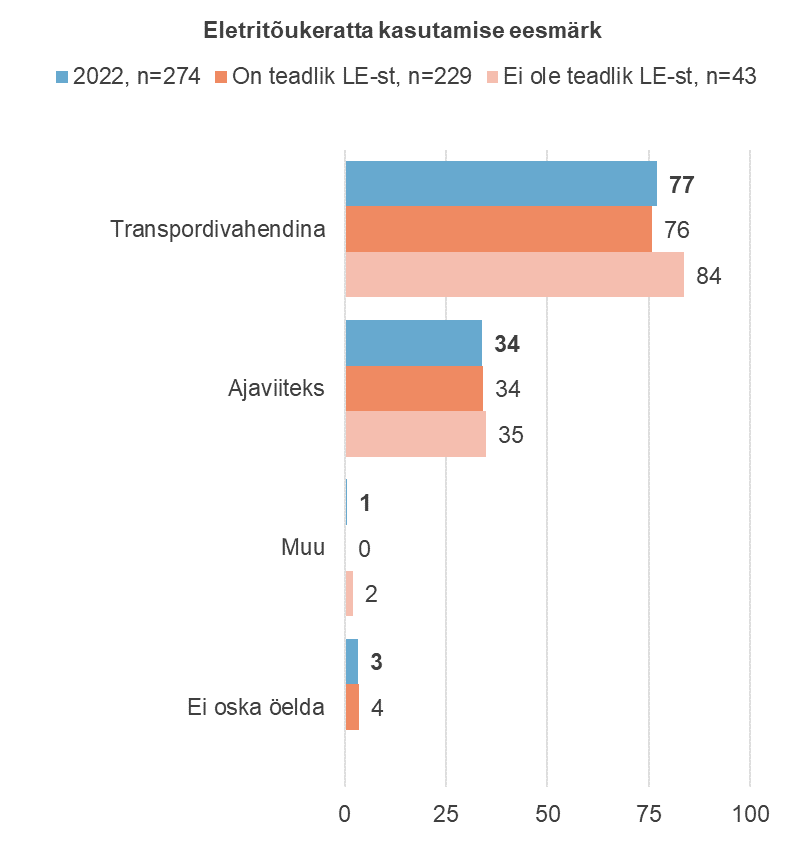 Eletritõukeratta kasutamise eesmärk
2022, n=274 On teadlik LE-st, n=229 Ei ole teadlik LE-st, n=43
77
Transpordivahendina 76
84
34
Ajaviiteks 34
35
1
Muu 0
2
3
Ei oska öelda 4
0 25 50 75 100